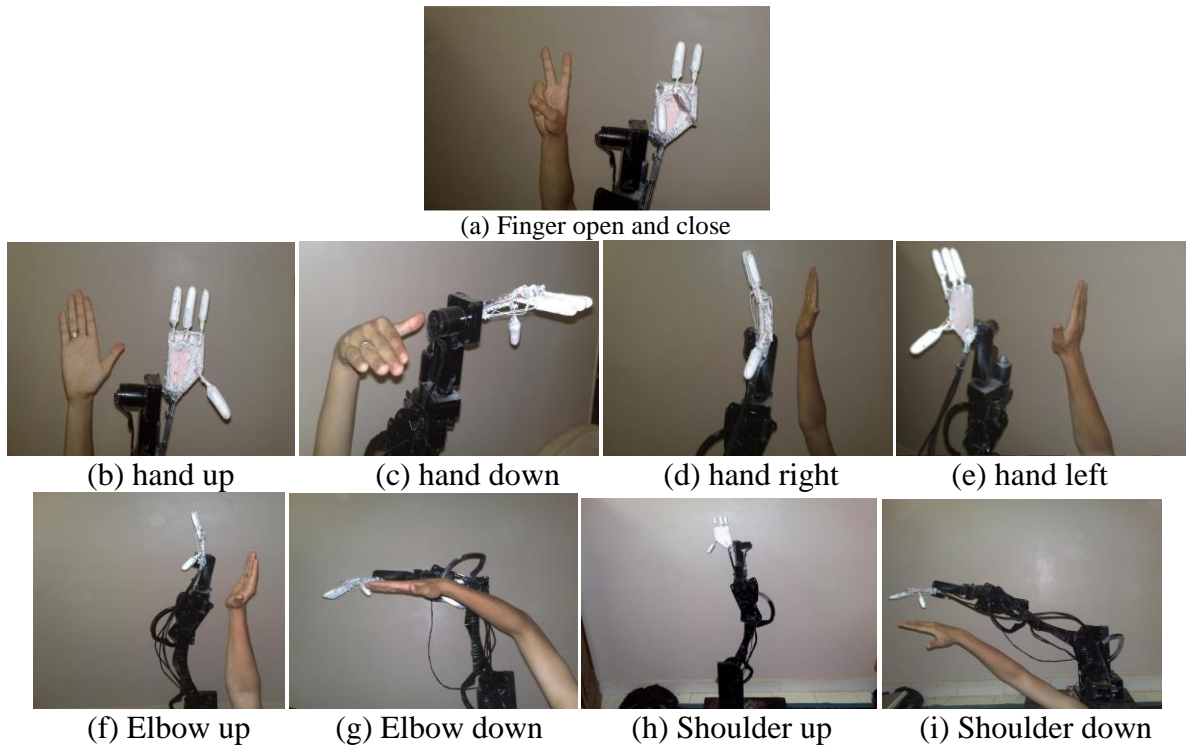 (a) Finger open and close
(b) hand up (c) hand down (d) hand right (e) hand left
(f) Elbow up (g) Elbow down (h) Shoulder up (i) Shoulder down